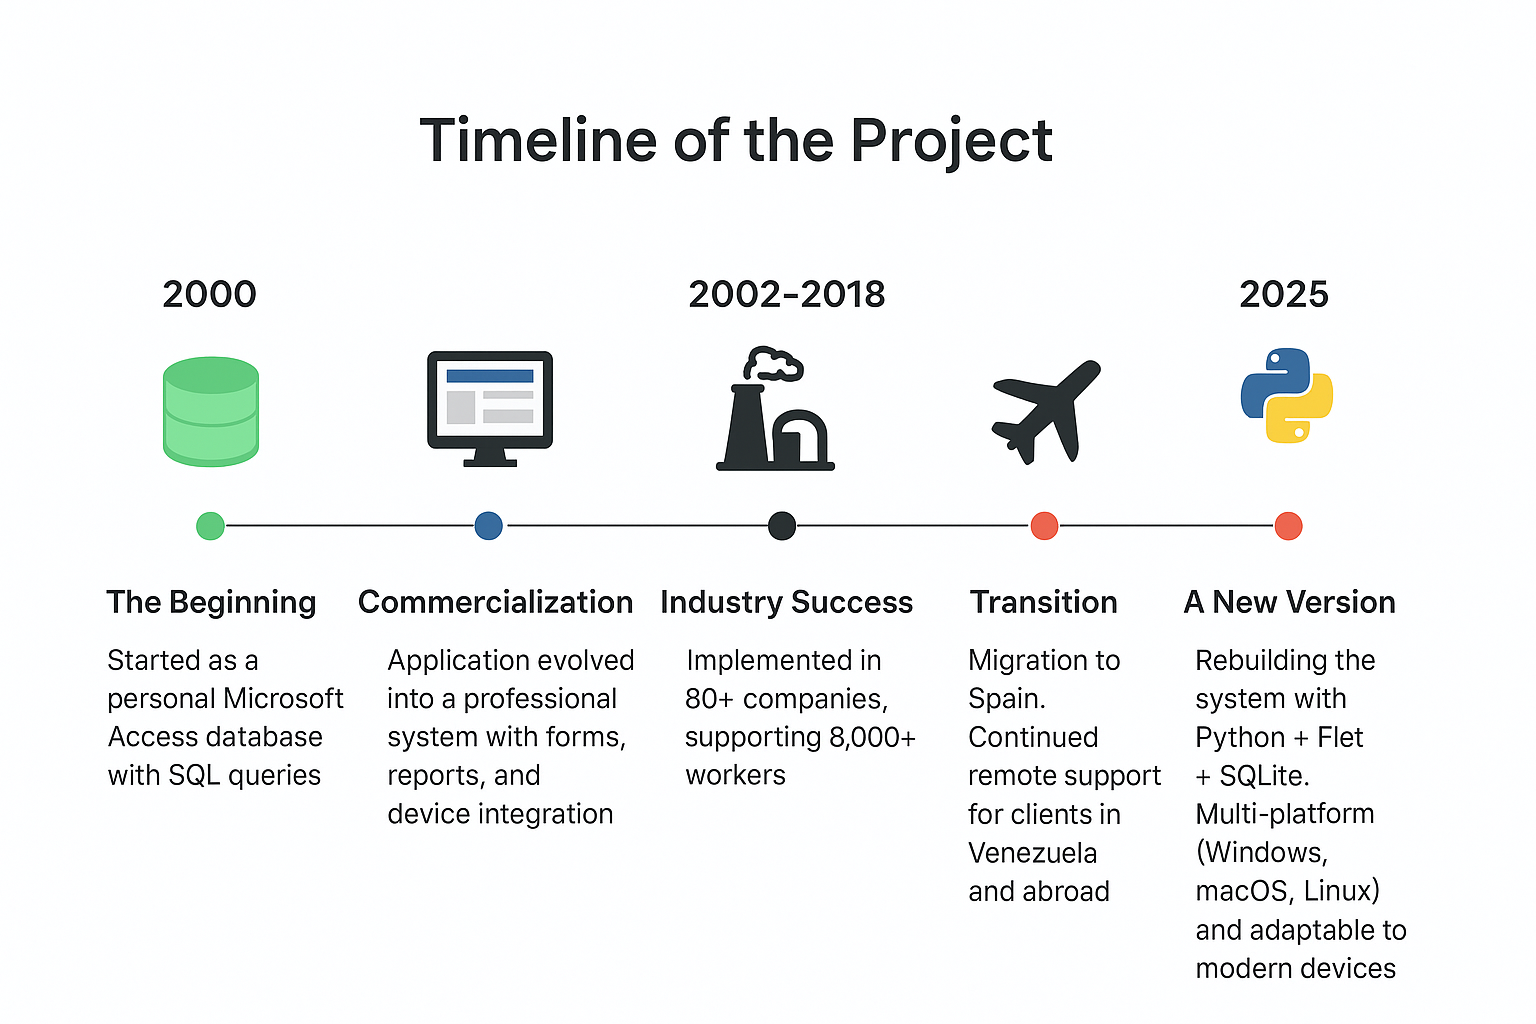 Timeline of the Project
2000
2002–2018
2025
The Beginning
Started as a
personal Microsoft
Access database
with SQL queries
Commercialization
Application evolved
into a professional
system with forms,
reports, and
device integration
Industry Success
Implemented in
80+ companies,
supporting 8,000+
workers
Transition
Migration to
Spain.
Continued
remote support
for clients in
Venezuela
and abroad
A New Version
Rebuilding the
system with
Python + Flet
+ SQLite.
Multi-platform
(Windows,
macOS, Linux)
and adaptable to
modern devices